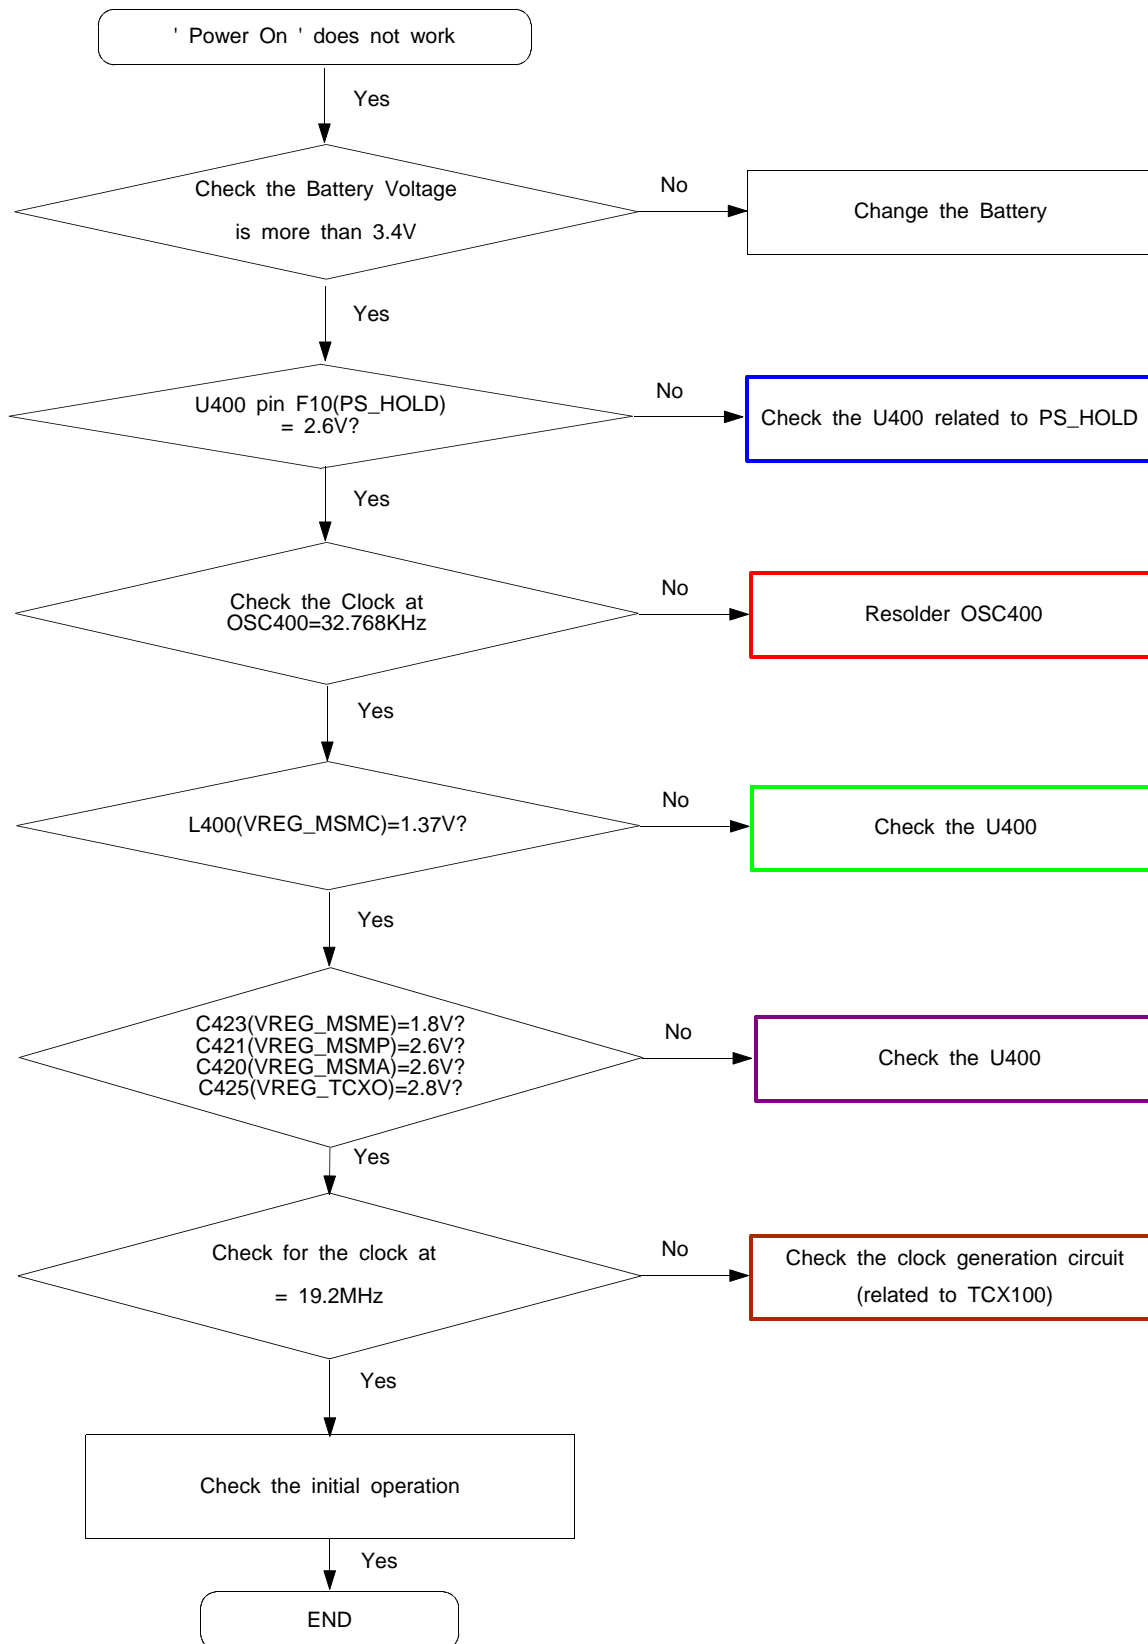 ' Power On ' does not work
Yes
Check the Battery Voltage
is more than 3.4V
No
Change the Battery
Yes
U400 pin F10(PS_HOLD)
= 2.6V?
No
Check the U400 related to PS_HOLD
Yes
Check the Clock at
OSC400=32.768KHz
No
Resolder OSC400
Yes
L400(VREG_MSMC)=1.37V?
No
Check the U400
Yes
C423(VREG_MSME)=1.8V?
C421(VREG_MSMP)=2.6V?
C420(VREG_MSMA)=2.6V?
C425(VREG_TCXO)=2.8V?
No
Check the U400
Yes
Check for the clock at
= 19.2MHz
No
Check the clock generation circuit
(related to TCX100)
Yes
Check the initial operation
Yes
END